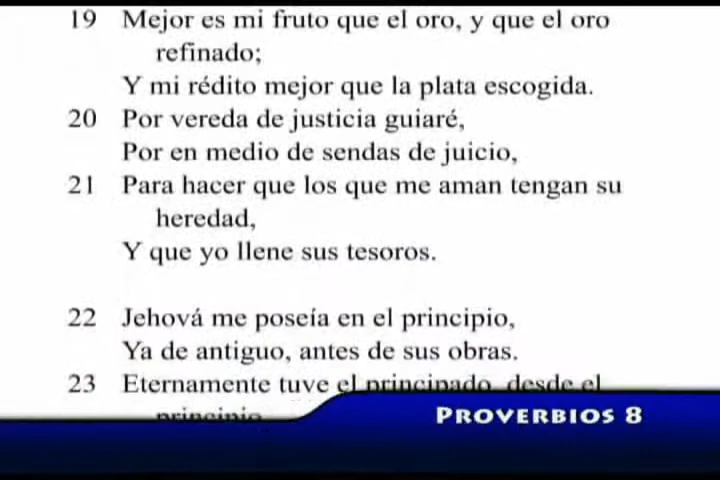 19 Mejor es mi fruto que el oro, y que el oro
refinado;
Y mi rédito mejor que la plata escogida.
20 Por vereda de justicia guiaré,
Por en medio de sendas de juicio,
21 Para hacer que los que me aman tengan su
heredad,
Y que yo llene sus tesoros.
22 Jehová me poseía en el principio,
Ya de antiguo, antes de sus obras.
23 Eternamente tuve el principado, desde el
principio
PROVERBIOS 8